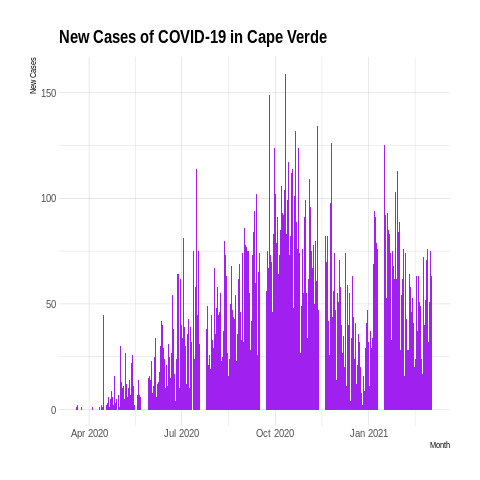 New Cases of COVID-19 in Cape Verde
New Cases
150
100
50
0
Apr 2020
Jul 2020
Oct 2020
Jan 2021
Month